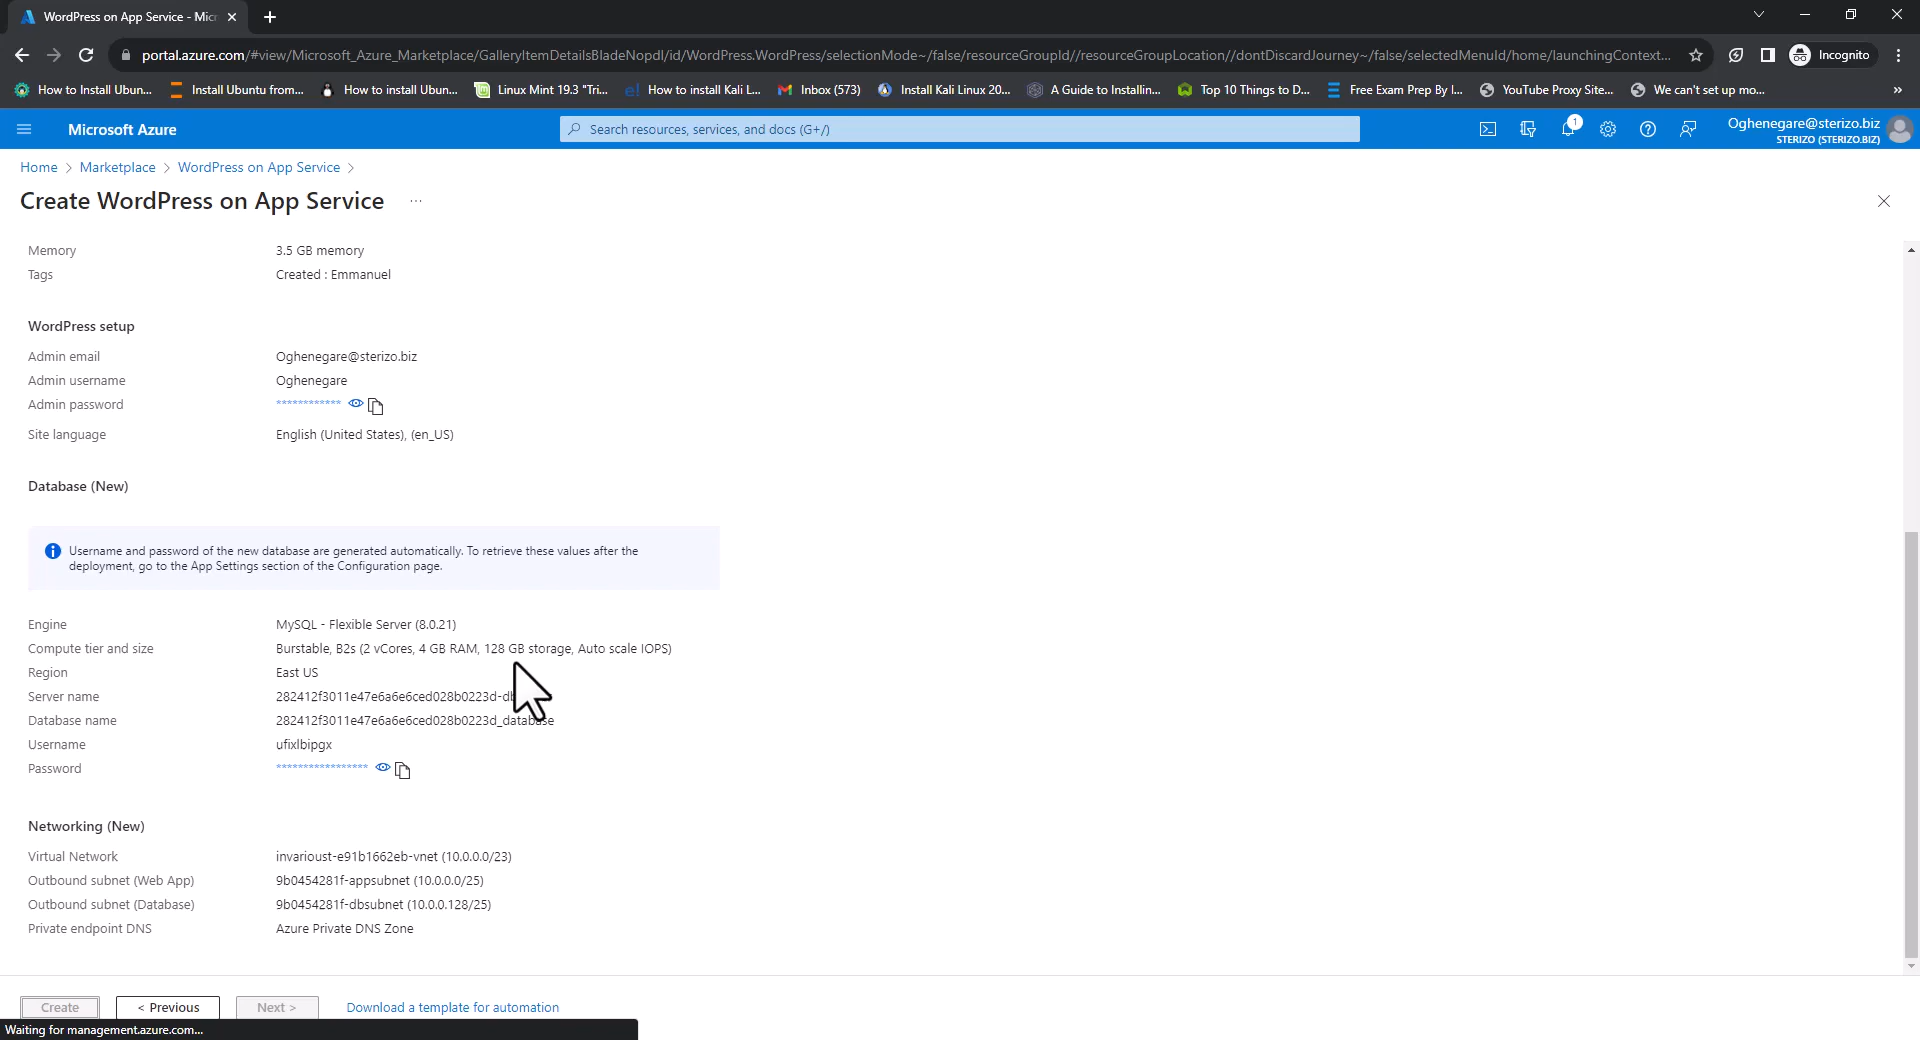 WordPress on App Service - Micr
portal.azure.com/#view/Microsoft_Azure_Marketplace/GalleryItemDetailsBladeNopdl/id/WordPress.WordPress/selectionMode~/false/resourceGroupId//resourceGroupLocation//dontDiscardJourney~/false/selectedMenuId/home/launchingContext...
Incognito
How to Install Ubun...
Install Ubuntu from...
How to install Ubun...
Linux Mint 19.3 "Tri...
How to install Kali L...
Inbox (573)
Install Kali Linux 20...
A Guide to Installin...
Top 10 Things to D...
Free Exam Prep By I...
YouTube Proxy Site...
We can't set up mo...
»
Microsoft Azure
Search resources, services, and docs (G+/)
1
Oghenegare@sterizo.biz
STERIZO (STERIZO.BIZ)
Home > Marketplace > WordPress on App Service >
Create WordPress on App Service ...
Memory 3.5 GB memory
Tags Created : Emmanuel
WordPress setup
Admin email Oghenegare@sterizo.biz
Admin username Oghenegare
Admin password ************
Site language English (United States), (en_US)
Database (New)
Username and password of the new database are generated automatically. To retrieve these values after the
deployment, go to the App Settings section of the Configuration page.
Engine MySQL - Flexible Server (8.0.21)
Compute tier and size Burstable, B2s (2 vCores, 4 GB RAM, 128 GB storage, Auto scale IOPS)
Region East US
Server name 282412f3011e47e6a6e6ced028b0223d-db
Database name 282412f3011e47e6a6e6ced028b0223d_database
Username ufixlbipgx
Password *****************
Networking (New)
Virtual Network invarioust-e91b1662eb-vnet (10.0.0.0/23)
Outbound subnet (Web App) 9b0454281f-appsubnet (10.0.0.0/25)
Outbound subnet (Database) 9b0454281f-dbsubnet (10.0.0.128/25)
Private endpoint DNS Azure Private DNS Zone
Create
< Previous
Next >
Download a template for automation
Waiting for management.azure.com...